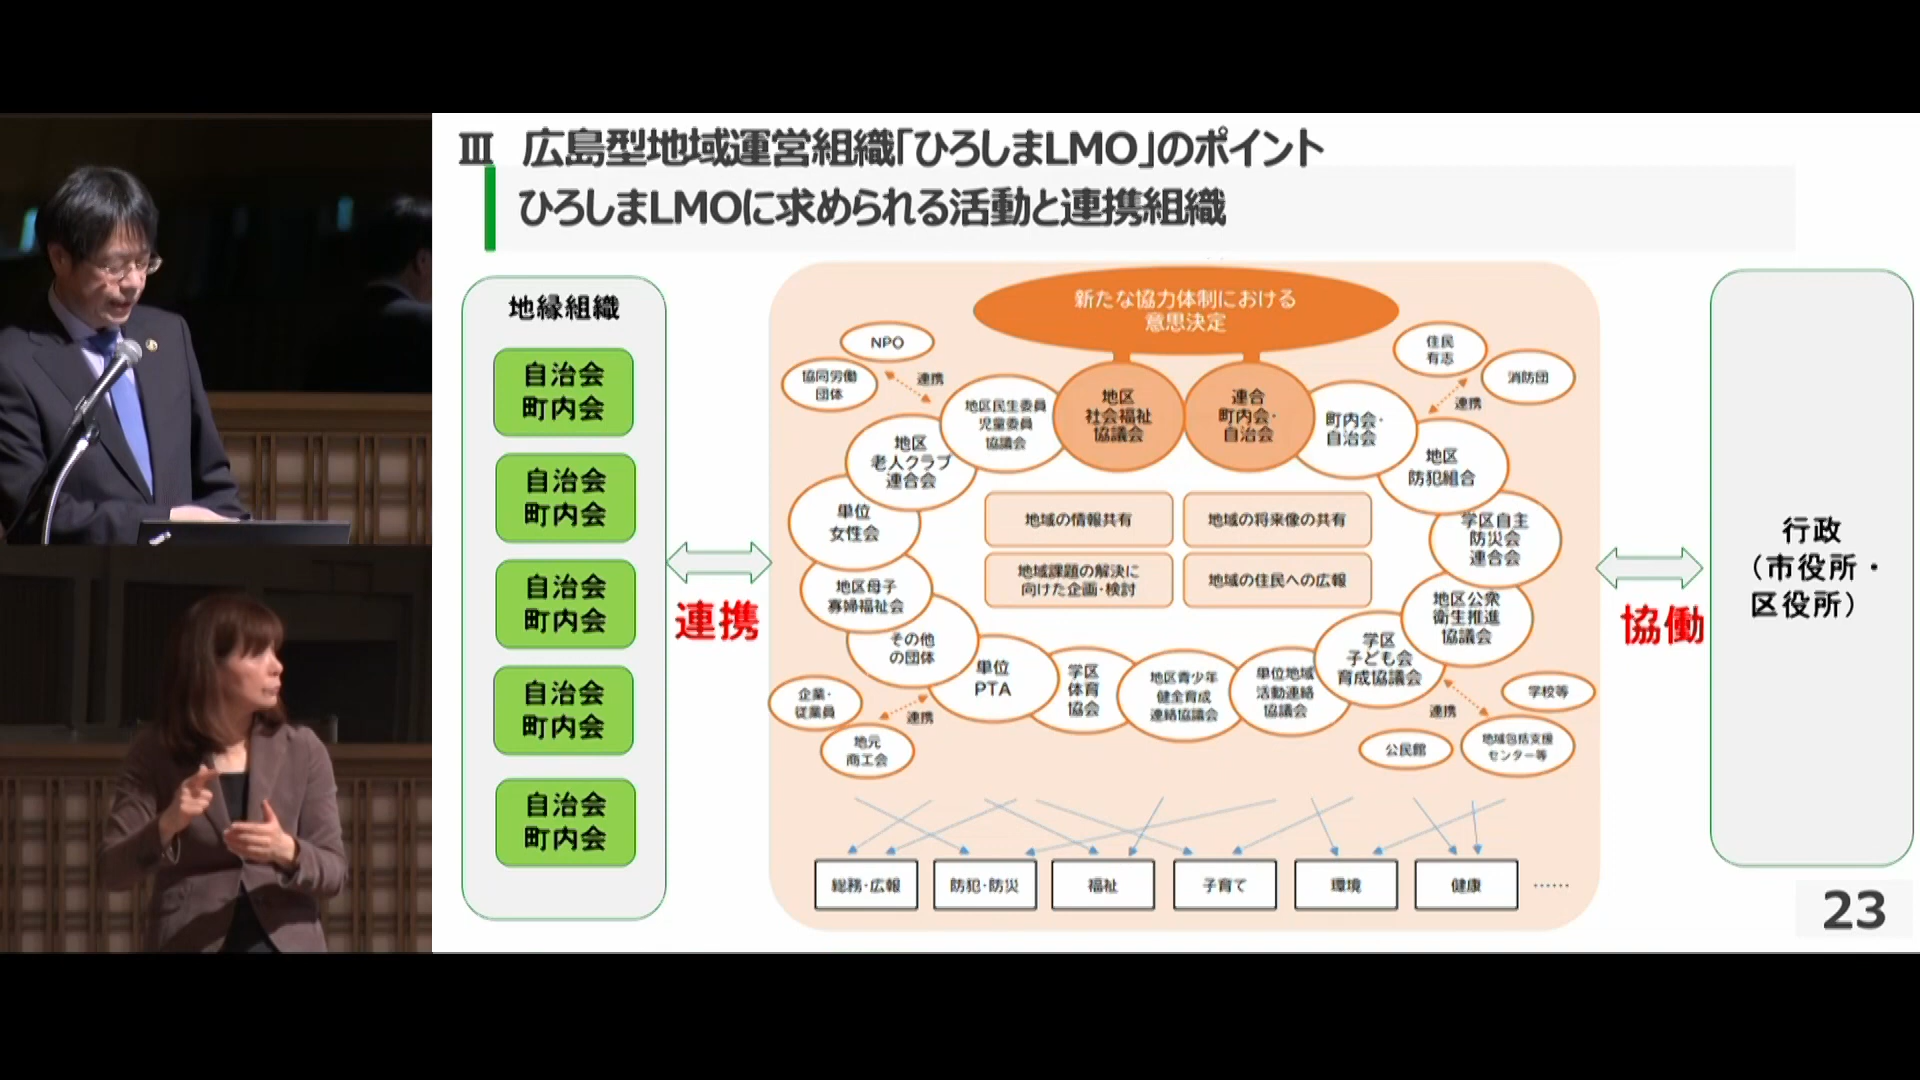 Ⅲ 広島型地域運営組織「ひろしまLMO」のポイント
ひろしまLMOに求められる活動と連携組織
地縁組織
自治会
町内会
自治会
町内会
自治会
町内会
自治会
町内会
自治会
町内会
連携
新たな協力体制における
意思決定
NPO
協同労働
団体
連携
地区民生委員
児童委員
協議会
地区
社会福祉
協議会
連合
町内会・
自治会
町内会・
自治会
住民
有志
消防団
連携
地区
老人クラブ
連合会
地区
防犯組合
単位
女性会
学区自主
防災会
連合会
地域の情報共有
地域の将来像の共有
地域課題の解決に
向けた企画・検討
地域の住民への広報
地区母子
寡婦福祉会
地区公衆
衛生推進
協議会
その他
の団体
単位
PTA
学区
体育
協会
地区青少年
健全育成
連絡協議会
単位地域
活動連絡
協議会
学区
子ども会
育成協議会
企業・
従業員
連携
地元
商工会
連携
学校等
公民館
地域包括支援
センター等
総務・広報
防犯・防災
福祉
子育て
環境
健康
……
協働
行政
（市役所・
区役所）
23